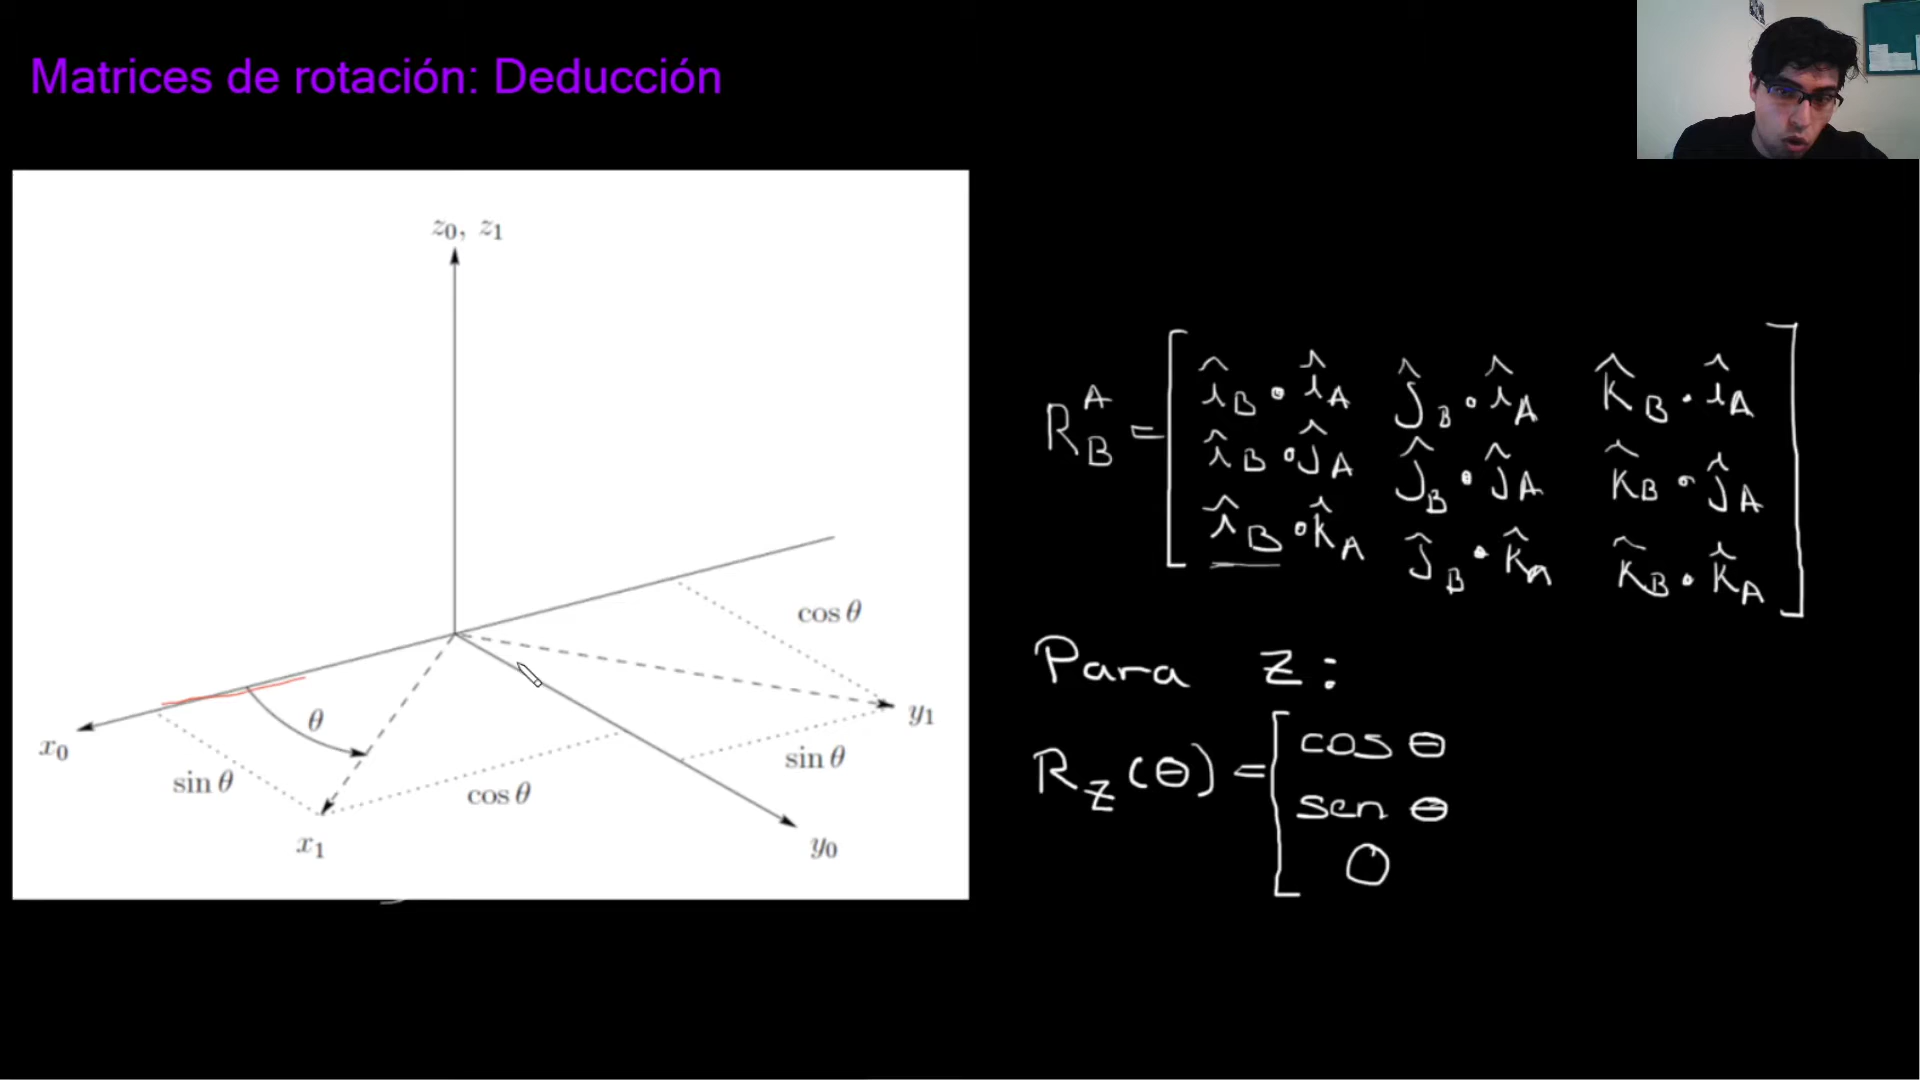 Matrices de rotación: Deducción
z₀, z₁
cos θ
θ
y₁
x₀
sin θ
sin θ
cos θ
x₁
y₀
R_B^A = [ î_B · î_A  ĵ_B · î_A  k̂_B · î_A
î_B · ĵ_A  ĵ_B · ĵ_A  k̂_B · ĵ_A
î_B · k̂_A  ĵ_B · k̂_A  k̂_B · k̂_A ]
Para z:
R_z(θ) = [ cos θ
sen θ
0